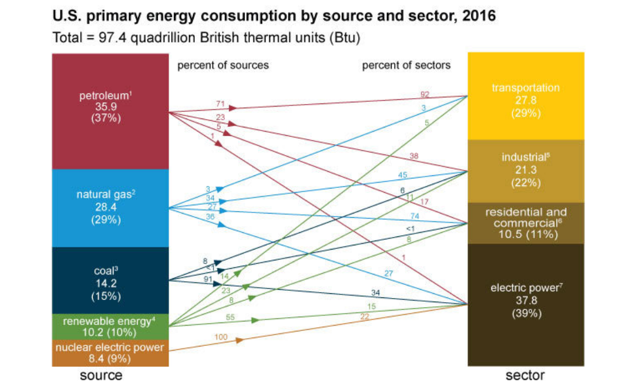 U.S. primary energy consumption by source and sector, 2016
Total = 97.4 quadrillion British thermal units (Btu)
percent of sources
percent of sectors
petroleum¹
35.9
(37%)
natural gas²
28.4
(29%)
coal³
14.2
(15%)
renewable energy⁴
10.2 (10%)
nuclear electric power
8.4 (9%)
source
71
23
5
1
3
34
27
35
8
<1
91
14
23
8
55
100
92
3
5
38
45
6
11
17
74
<1
6
1
27
34
15
22
transportation
27.8
(29%)
industrial⁵
21.3
(22%)
residential and
commercial⁶
10.5 (11%)
electric power⁷
37.8
(39%)
sector